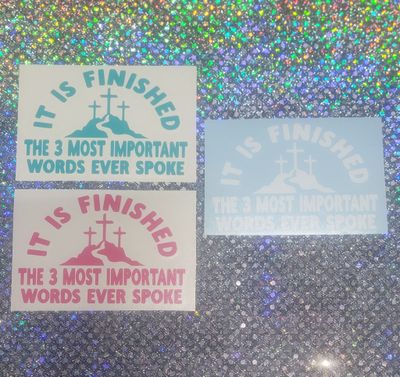 IT IS FINISHED
THE 3 MOST IMPORTANT
WORDS EVER SPOKE
IT IS FINISHED
THE 3 MOST IMPORTANT
WORDS EVER SPOKE
IT IS FINISHED
THE 3 MOST IMPORTANT
WORDS EVER SPOKE